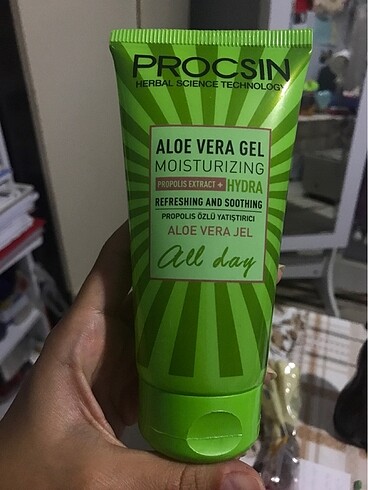 PROCSIN
HERBAL SCIENCE TECHNOLOGY
ALOE VERA GEL
MOISTURIZING
PROPOLIS EXTRACT + HYDRA
REFRESHING AND SOOTHING
PROPOLİS ÖZLÜ YATIŞTIRICI
ALOE VERA JEL
All day